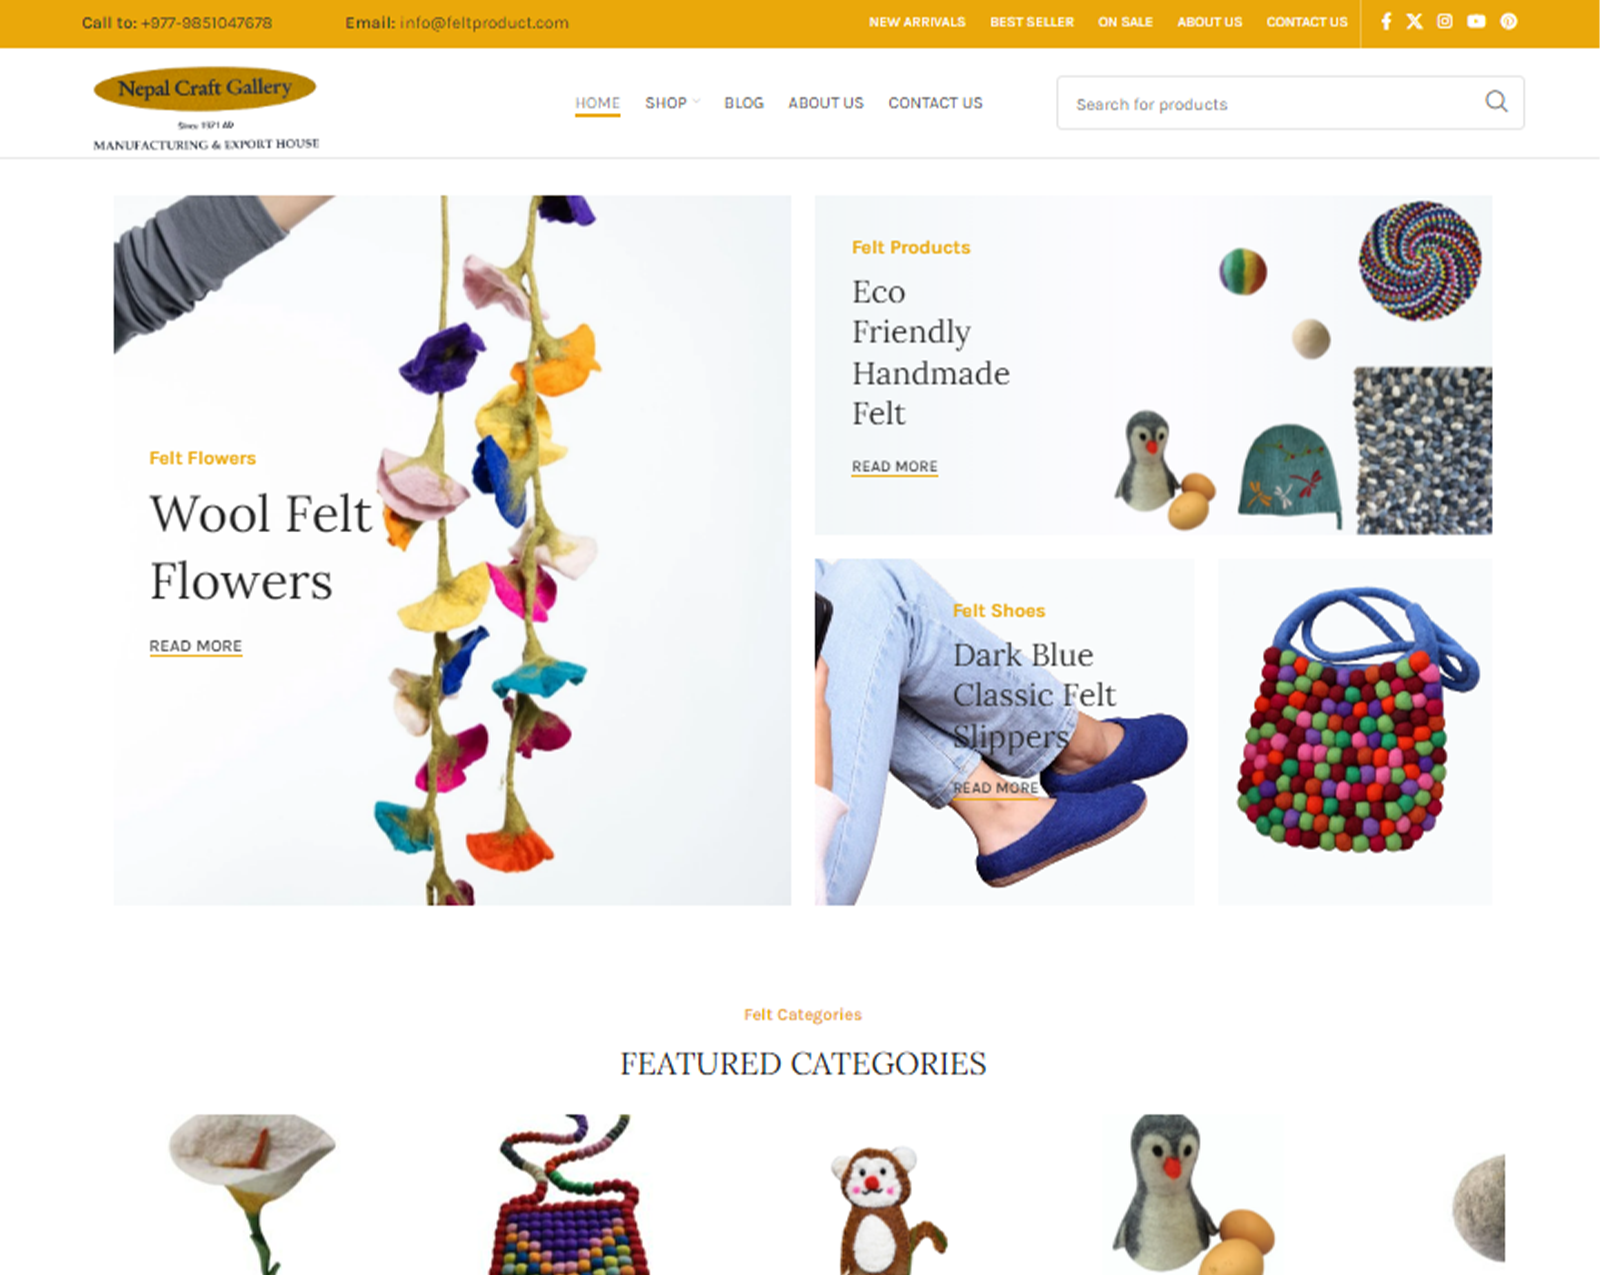 Call to: +977-9851047678
Email: info@feltproduct.com
NEW ARRIVALS
BEST SELLER
ON SALE
ABOUT US
CONTACT US
Nepal Craft Gallery
Since 1971 AD
MANUFACTURING & EXPORT HOUSE
HOME
SHOP
BLOG
ABOUT US
CONTACT US
Search for products
Felt Flowers
Wool Felt
Flowers
READ MORE
Felt Products
Eco
Friendly
Handmade
Felt
READ MORE
Felt Shoes
Dark Blue
Classic Felt
Slippers
READ MORE
Felt Categories
FEATURED CATEGORIES